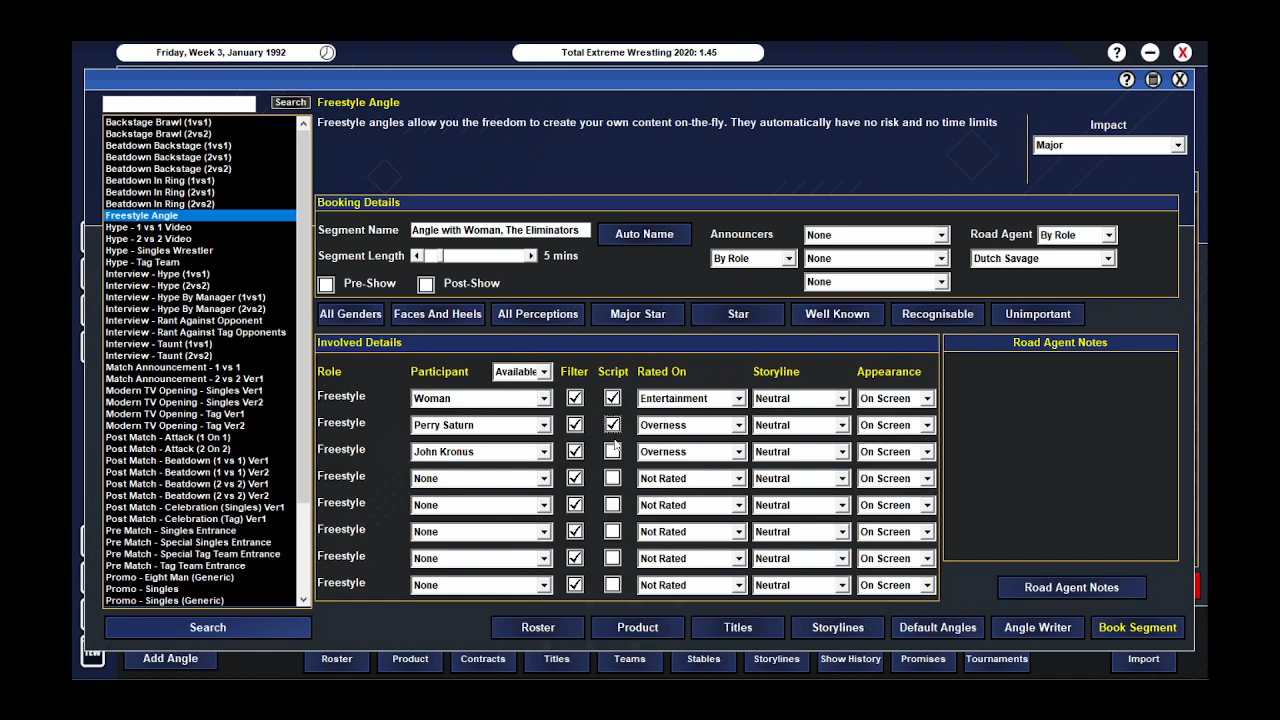 Friday, Week 3, January 1992
Total Extreme Wrestling 2020: 1.45
? X
? X
Search
Freestyle Angle
Freestyle angles allow you the freedom to create your own content on-the-fly. They automatically have no risk and no time limits
Impact
Major
Backstage Brawl (1vs1)
Backstage Brawl (2vs2)
Beatdown Backstage (1vs1)
Beatdown Backstage (2vs1)
Beatdown Backstage (2vs2)
Beatdown In Ring (1vs1)
Beatdown In Ring (2vs1)
Beatdown In Ring (2vs2)
Freestyle Angle
Hype - 1 vs 1 Video
Hype - 2 vs 2 Video
Hype - Singles Wrestler
Hype - Tag Team
Interview - Hype (1vs1)
Interview - Hype (2vs2)
Interview - Hype By Manager (1vs1)
Interview - Hype By Manager (2vs2)
Interview - Rant Against Opponent
Interview - Rant Against Tag Opponents
Interview - Taunt (1vs1)
Interview - Taunt (2vs2)
Match Announcement - 1 vs 1
Match Announcement - 2 vs 2 Ver1
Modern TV Opening - Singles Ver1
Modern TV Opening - Singles Ver2
Modern TV Opening - Tag Ver1
Modern TV Opening - Tag Ver2
Post Match - Attack (1 On 1)
Post Match - Attack (2 On 2)
Post Match - Beatdown (1 vs 1) Ver1
Post Match - Beatdown (1 vs 1) Ver2
Post Match - Beatdown (2 vs 2) Ver1
Post Match - Beatdown (2 vs 2) Ver2
Post Match - Celebration (Singles) Ver1
Post Match - Celebration (Tag) Ver1
Pre Match - Singles Entrance
Pre Match - Special Singles Entrance
Pre Match - Special Tag Team Entrance
Pre Match - Tag Team Entrance
Promo - Eight Man (Generic)
Promo - Singles
Promo - Singles (Generic)
Search
Booking Details
Segment Name Angle with Woman, The Eliminators Auto Name Announcers None Road Agent By Role
Segment Length 5 mins By Role None Dutch Savage
Pre-Show Post-Show None
All Genders Faces And Heels All Perceptions Major Star Star Well Known Recognisable Unimportant
Involved Details
Road Agent Notes
Role Participant Available Filter Script Rated On Storyline Appearance
Freestyle Woman Entertainment Neutral On Screen
Freestyle Perry Saturn Overness Neutral On Screen
Freestyle John Kronus Overness Neutral On Screen
Freestyle None Not Rated Neutral On Screen
Freestyle None Not Rated Neutral On Screen
Freestyle None Not Rated Neutral On Screen
Freestyle None Not Rated Neutral On Screen
Freestyle None Not Rated Neutral On Screen
Road Agent Notes
Roster Product Titles Storylines Default Angles Angle Writer Book Segment
TEW Add Angle Roster Product Contracts Titles Teams Stables Storylines Show History Promises Tournaments Import